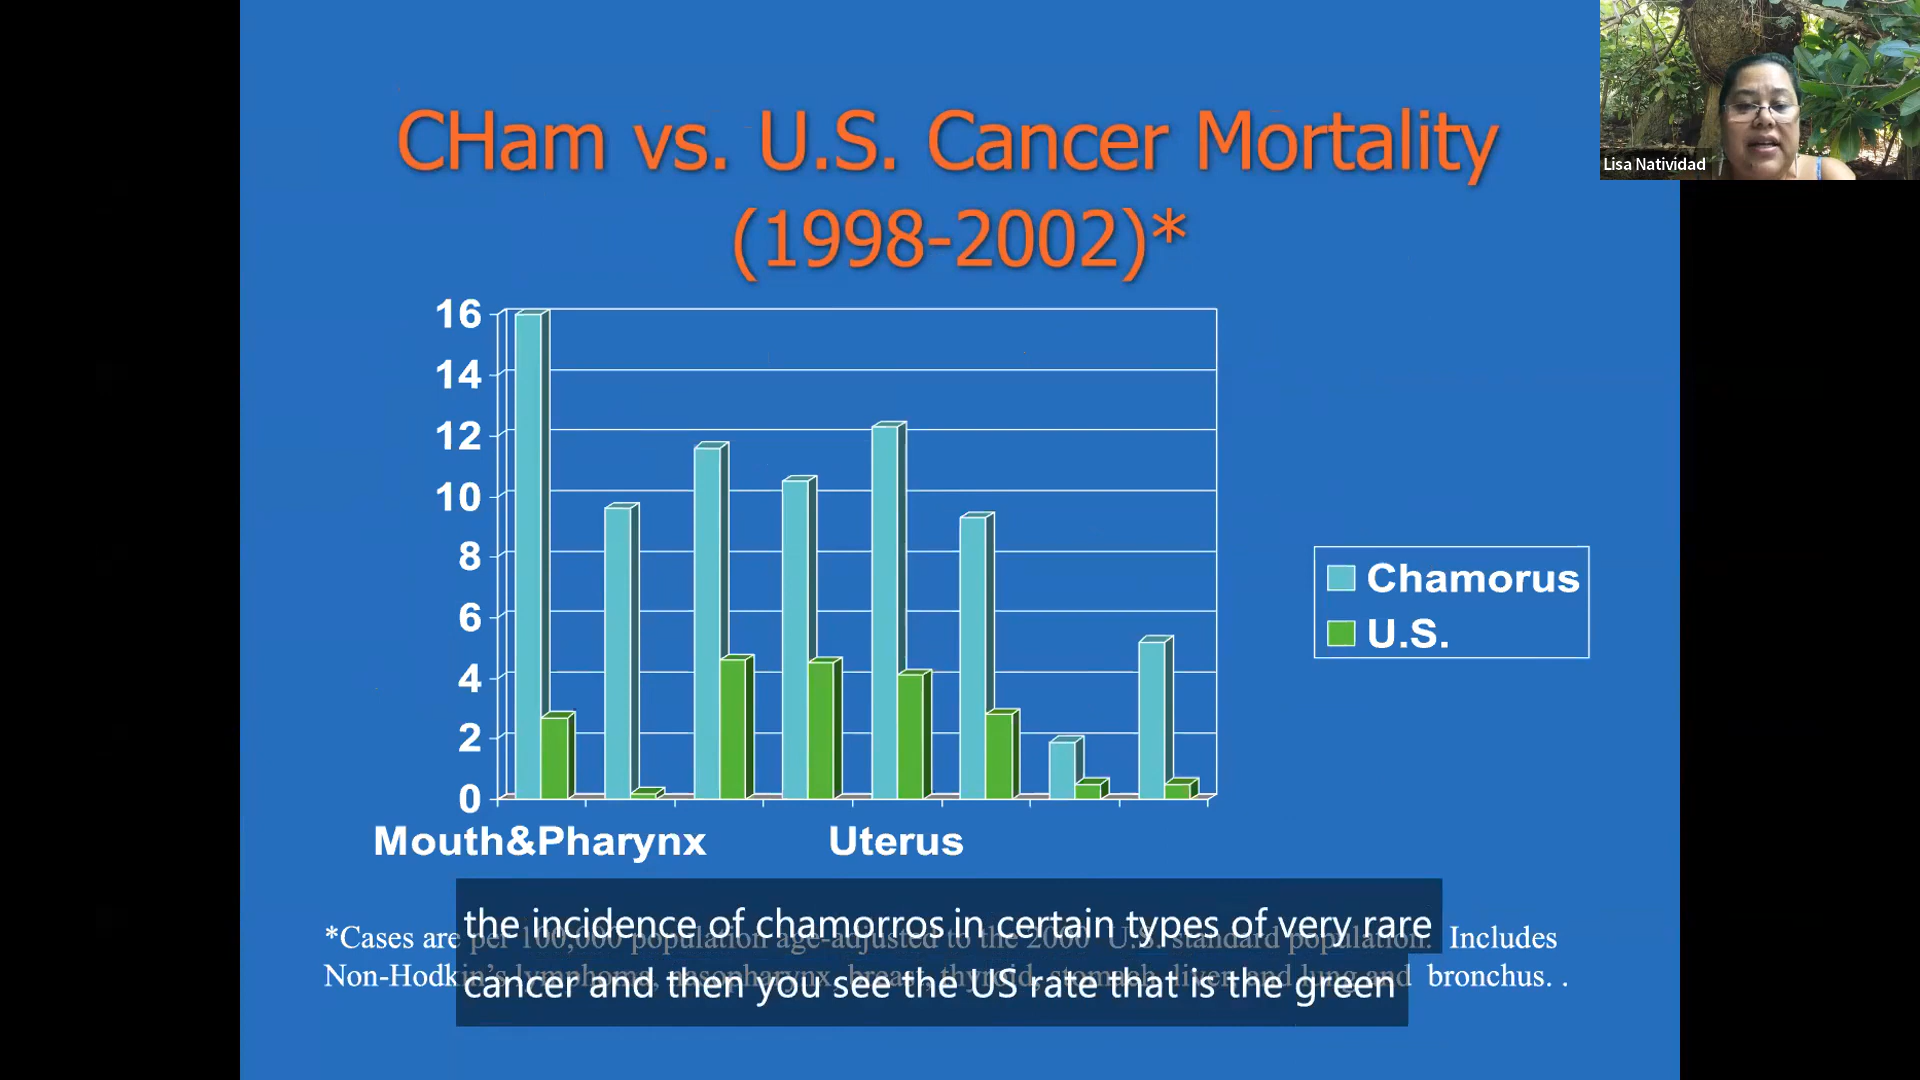 CHam vs. U.S. Cancer Mortality
(1998-2002)*
Lisa Natividad
16
14
12
10
8
6
4
2
0
Mouth&Pharynx Uterus
Chamorus
U.S.
*Cases are per 100,000 population age-adjusted to the 2000 U.S. standard population. Includes
Non-Hodkin's lymphoma, nasopharynx, breast, thyroid, stomach, liver, and lung and bronchus. .
the incidence of chamorros in certain types of very rare
cancer and then you see the US rate that is the green